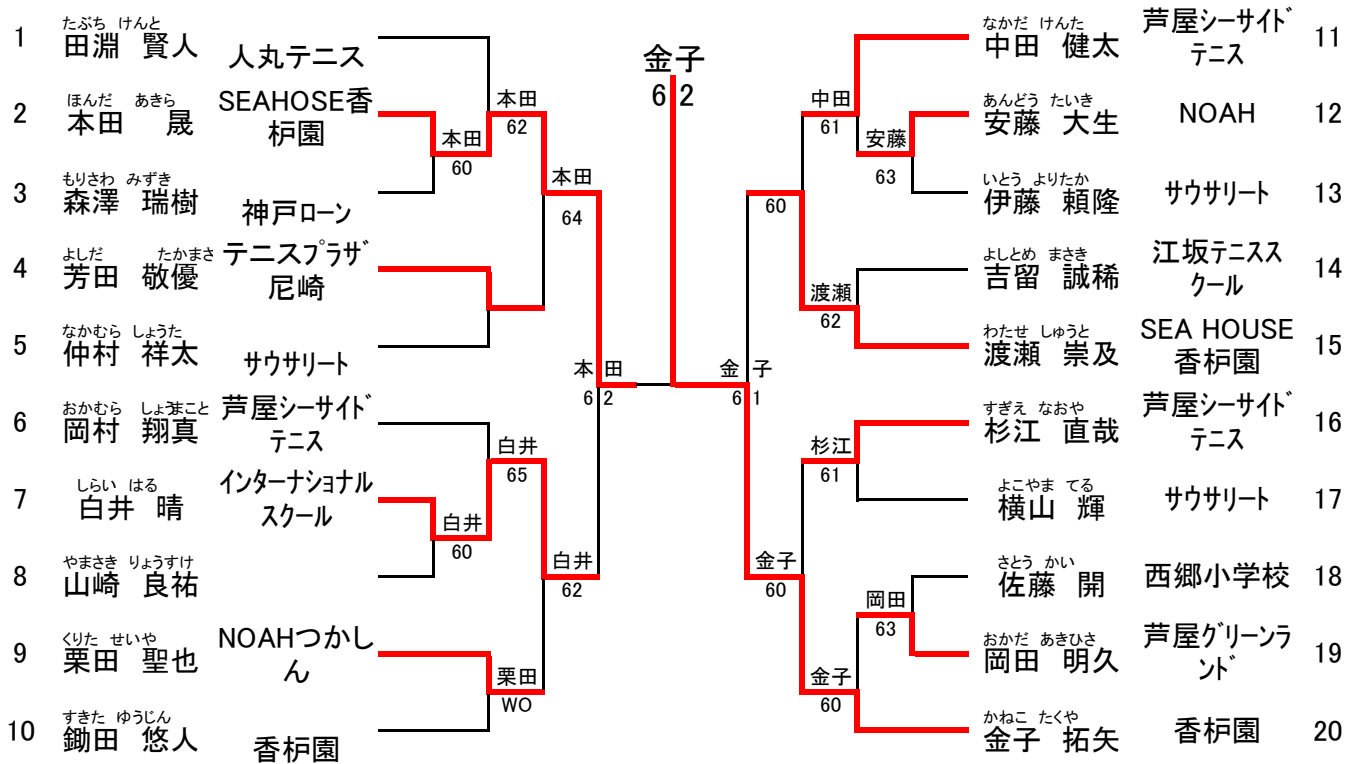 1
たぶち けんと
田淵 賢人
人丸テニス
2
ほんだ あきら
本田 晟
SEAHOSE香
枦園
3
もりさわ みずき
森澤 瑞樹
神戸ローン
4
よしだ たかまさ
芳田 敬優
テニスプラザ
尼崎
5
なかむら しょうた
仲村 祥太
サウサリート
6
おかむら しょうまこと
岡村 翔真
芦屋シーサイド
テニス
7
しらい はる
白井 晴
インターナショナル
スクール
8
やまさき りょうすけ
山崎 良祐
9
くりた せいや
栗田 聖也
NOAHつかし
ん
10
すきた ゆうじん
鋤田 悠人
香枦園
本田
60
本田
62
本田
64
白井
60
白井
65
栗田
WO
白井
62
本 田
6 2
金子
6 2
金 子
6 1
中田
61
安藤
63
60
渡瀬
62
杉江
61
金子
60
岡田
63
金子
60
なかだ けんた
中田 健太
芦屋シーサイド
テニス
11
あんどう たいき
安藤 大生
NOAH
12
いとう よりたか
伊藤 頼隆
サウサリート
13
よしとめ まさき
吉留 誠稀
江坂テニスス
クール
14
わたせ しゅうと
渡瀬 崇及
SEA HOUSE
香枦園
15
すぎえ なおや
杉江 直哉
芦屋シーサイド
テニス
16
よこやま てる
横山 輝
サウサリート
17
さとう かい
佐藤 開
西郷小学校
18
おかだ あきひさ
岡田 明久
芦屋グリーンラ
ンド
19
かねこ たくや
金子 拓矢
香枦園
20